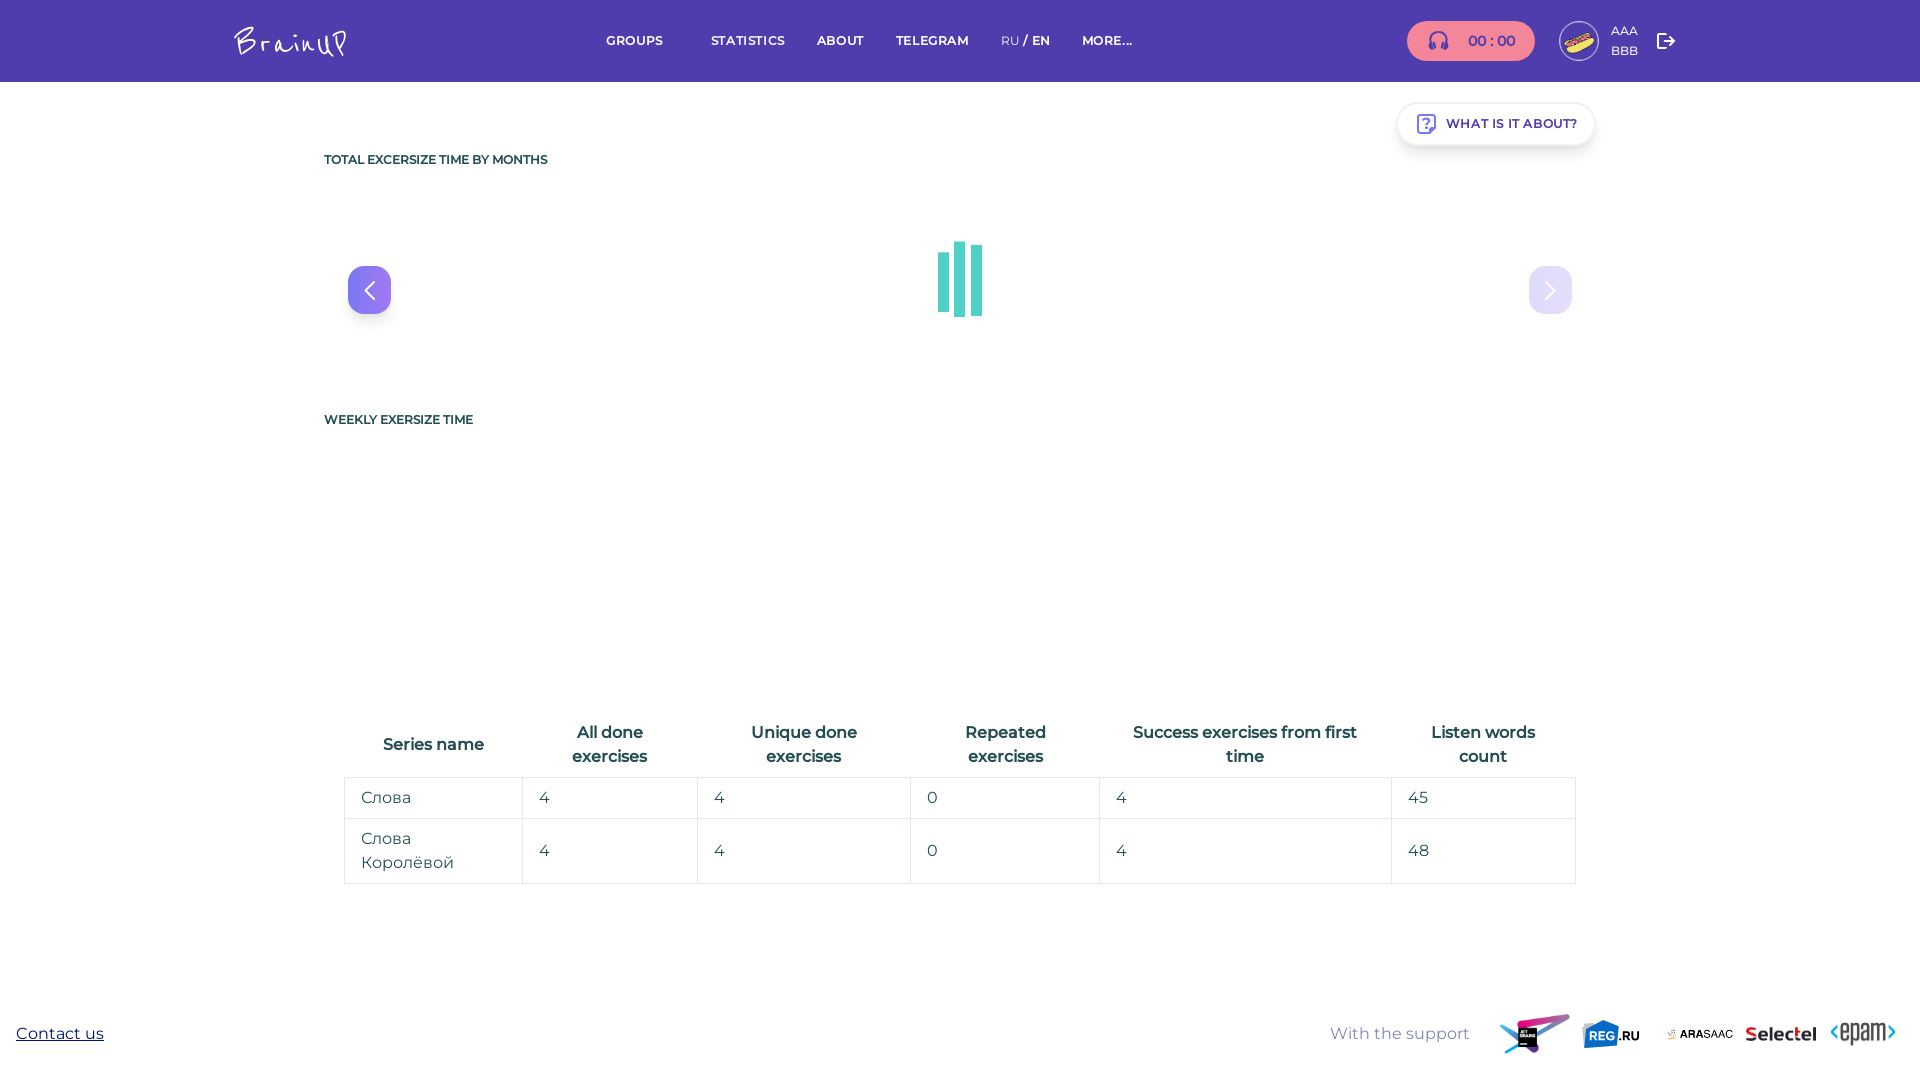 BrainUP
GROUPS
STATISTICS
ABOUT
TELEGRAM
RU / EN
MORE...
00 : 00
AAA
BBB
WHAT IS IT ABOUT?
TOTAL EXCERSIZE TIME BY MONTHS
WEEKLY EXERSIZE TIME
Series name
All done
exercises
Unique done
exercises
Repeated
exercises
Success exercises from first
time
Listen words
count
Слова
4
4
0
4
45
Слова
Королёвой
4
4
0
4
48
Contact us
With the support
JET
BRAINS
REG.RU
ARASAAC
Selectel
<epam>